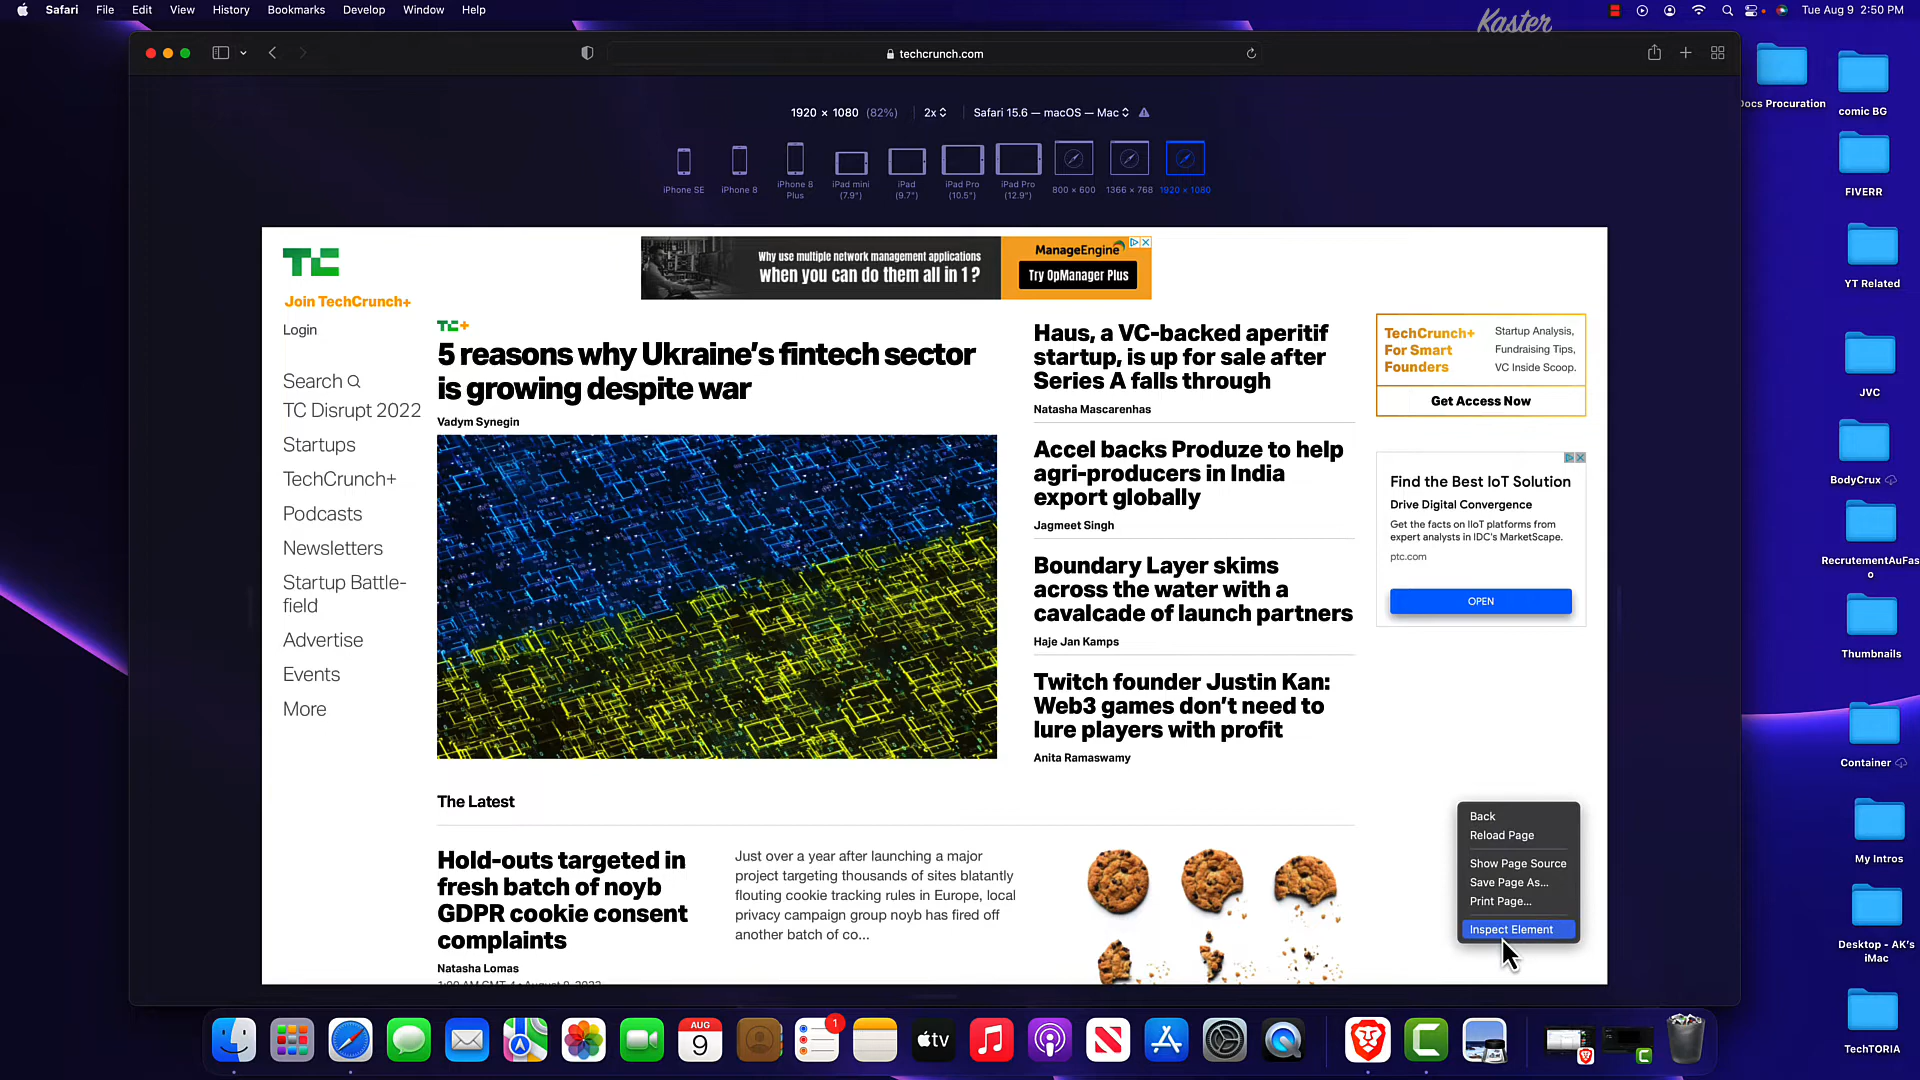 Safari File Edit View History Bookmarks Develop Window Help
Tue Aug 9 2:50 PM
Kaster
techcrunch.com
1920 × 1080 (82%) 2x Safari 15.6 — macOS — Mac
iPhone SE
iPhone 8
iPhone 8
Plus
iPad mini
(7.9")
iPad
(9.7")
iPad Pro
(10.5")
iPad Pro
(12.9")
800 × 600
1366 × 768
1920 × 1080
TC
Join TechCrunch+
Login
Search
TC Disrupt 2022
Startups
TechCrunch+
Podcasts
Newsletters
Startup Battle-
field
Advertise
Events
More
Why use multiple network management applications
when you can do them all in 1 ?
ManageEngine
Try OpManager Plus
TC+
5 reasons why Ukraine’s fintech sector
is growing despite war
Vadym Synegin
Haus, a VC-backed aperitif
startup, is up for sale after
Series A falls through
Natasha Mascarenhas
Accel backs Produze to help
agri-producers in India
export globally
Jagmeet Singh
Boundary Layer skims
across the water with a
cavalcade of launch partners
Haje Jan Kamps
Twitch founder Justin Kan:
Web3 games don’t need to
lure players with profit
Anita Ramaswamy
TechCrunch+
For Smart
Founders
Startup Analysis,
Fundraising Tips,
VC Inside Scoop.
Get Access Now
Find the Best IoT Solution
Drive Digital Convergence
Get the facts on IIoT platforms from
expert analysts in IDC's MarketScape.
ptc.com
OPEN
The Latest
Hold-outs targeted in
fresh batch of noyb
GDPR cookie consent
complaints
Natasha Lomas
1:00 AM GMT-4 • August 9, 2022
Just over a year after launching a major
project targeting thousands of sites blatantly
flouting cookie tracking rules in Europe, local
privacy campaign group noyb has fired off
another batch of co...
Back
Reload Page
Show Page Source
Save Page As...
Print Page...
Inspect Element
Docs Procuration
comic BG
FIVERR
YT Related
JVC
BodyCrux
RecrutementAuFas
o
Thumbnails
Container
My Intros
Desktop - AK's
iMac
TechTORIA
AUG
9
1
tv